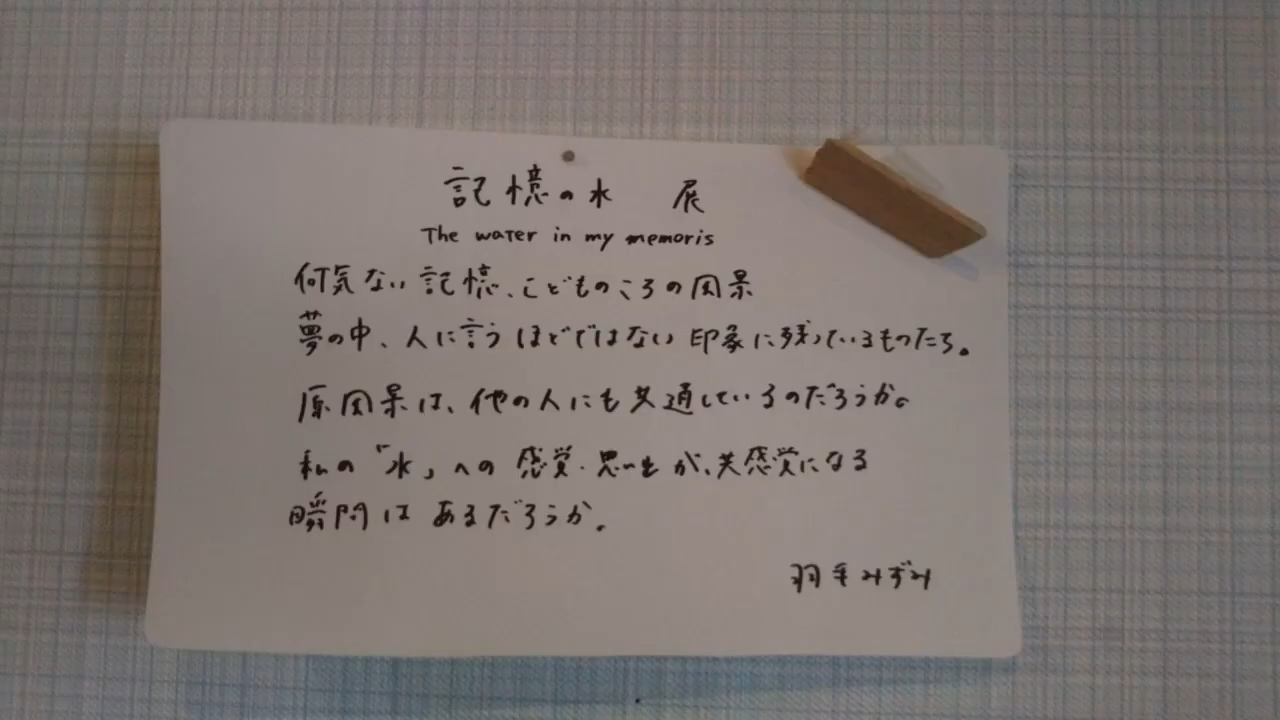 記憶の水 展
The water in my memoris
何気ない記憶、こどものころの風景
夢の中、人に言うほどではない印象に残っているものたち。
原風景は、他の人にも共通しているのだろうか。
私の「水」への感覚・思いもが、共感覚になる
瞬間はあるだろうか。
羽毛みずみ